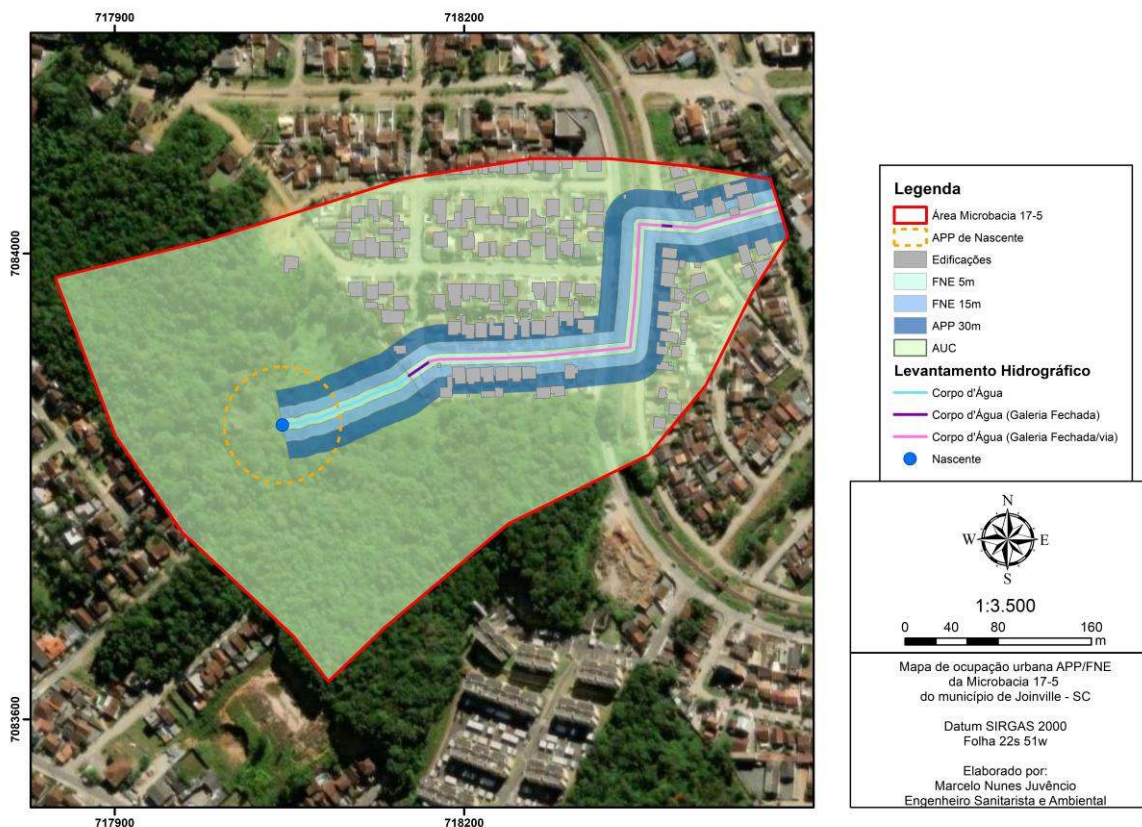 717900
718200
7084000
7083600
717900
718200
Legenda
Área Microbacia 17-5
APP de Nascente
Edificações
FNE 5m
FNE 15m
APP 30m
AUC
Levantamento Hidrográfico
Corpo d'Água
Corpo d'Água (Galeria Fechada)
Corpo d'Água (Galeria Fechada/via)
Nascente
N
W E
S
1:3.500
0 40 80 160
m
Mapa de ocupação urbana APP/FNE
da Microbacia 17-5
do município de Joinville - SC
Datum SIRGAS 2000
Folha 22s 51w
Elaborado por:
Marcelo Nunes Juvêncio
Engenheiro Sanitarista e Ambiental